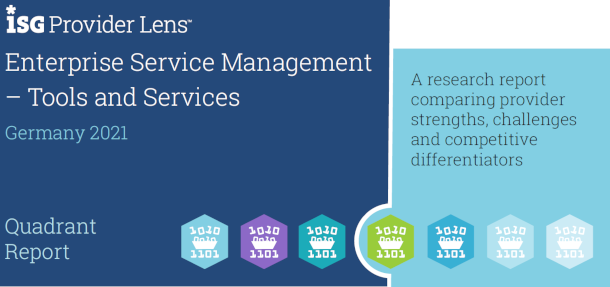 ISG Provider Lens™
Enterprise Service Management
– Tools and Services
Germany 2021
A research report
comparing provider
strengths, challenges
and competitive
differentiators
Quadrant
Report
1010
0010
1101
1010
0010
1101
1010
0010
1101
1010
0010
1101
1010
0010
1101
1010
0010
1101
1010
0010
1101